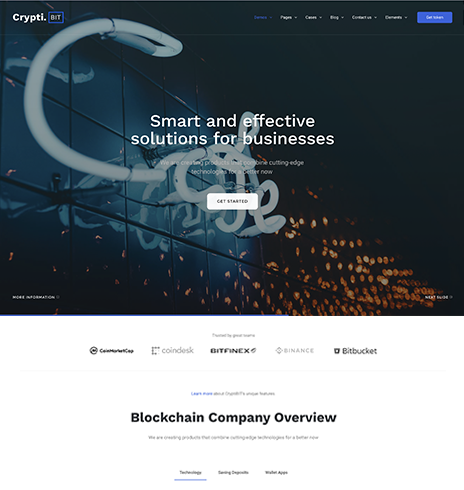 Crypti. BIT
Demos Pages Cases Blog Contact us Elements Get token
Smart and effective
solutions for businesses
We are creating products that combine cutting-edge
technologies for a better now
GET STARTED
MORE INFORMATION
NEXT SLIDE
Trusted by great teams
CoinMarketCap coindesk BITFINEX BINANCE Bitbucket
Learn more about CryptiBIT's unique features
Blockchain Company Overview
We are creating products that combine cutting-edge technologies for a better now
Technology Saving Deposits Wallet Apps